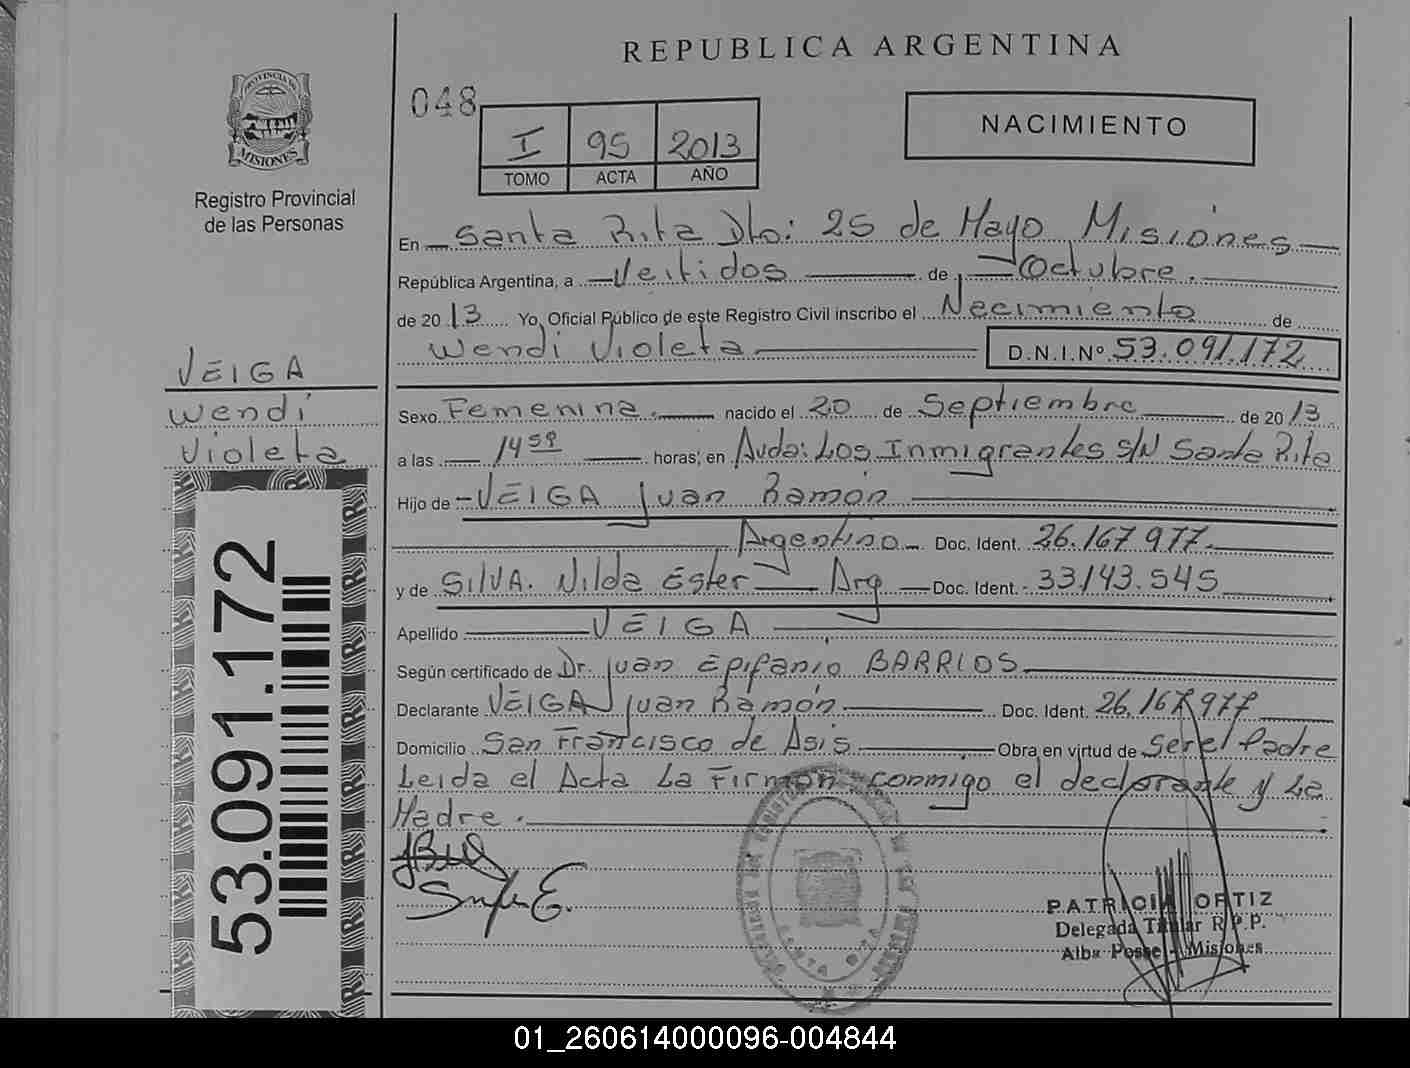 REPUBLICA ARGENTINA
PROVINCIA DE
MISIONES
Registro Provincial
de las Personas
048
I 95 2013
TOMO ACTA AÑO
NACIMIENTO
En Santa Rita Dto: 25 de Mayo Misiones
República Argentina, a Veitidos de Octubre.
de 2013 Yo, Oficial Público de este Registro Civil inscribo el Necimiento de
Wendi Violeta D.N.I.Nº 53.091.172
VEIGA
Wendi
Violeta
53.091.172
Sexo Femenina. nacido el 20 de Septiembre de 2013
a las 14 59 horas, en Avda: Los Inmigrantes S/N Santa Rita
Hijo de VEIGA Juan Ramón
Argentino Doc. Ident. 26.167 977.
y de SILVA. Nilda Ester Arg Doc. Ident. 33143.545
Apellido VEIGA
Según certificado de Dr. Juan Epifanio BARRIOS
Declarante VEIGA Juan Ramón Doc. Ident. 26.167977
Domicilio San Francisco de Asis Obra en virtud de Ser el Padre
Leida el Acta La Firman conmigo el declarante y La
Madre.
PATRICIA ORTIZ
Delegada Titular R.P.P.
Alba Posse - Misiones
SANTA RITA
01_260614000096-004844